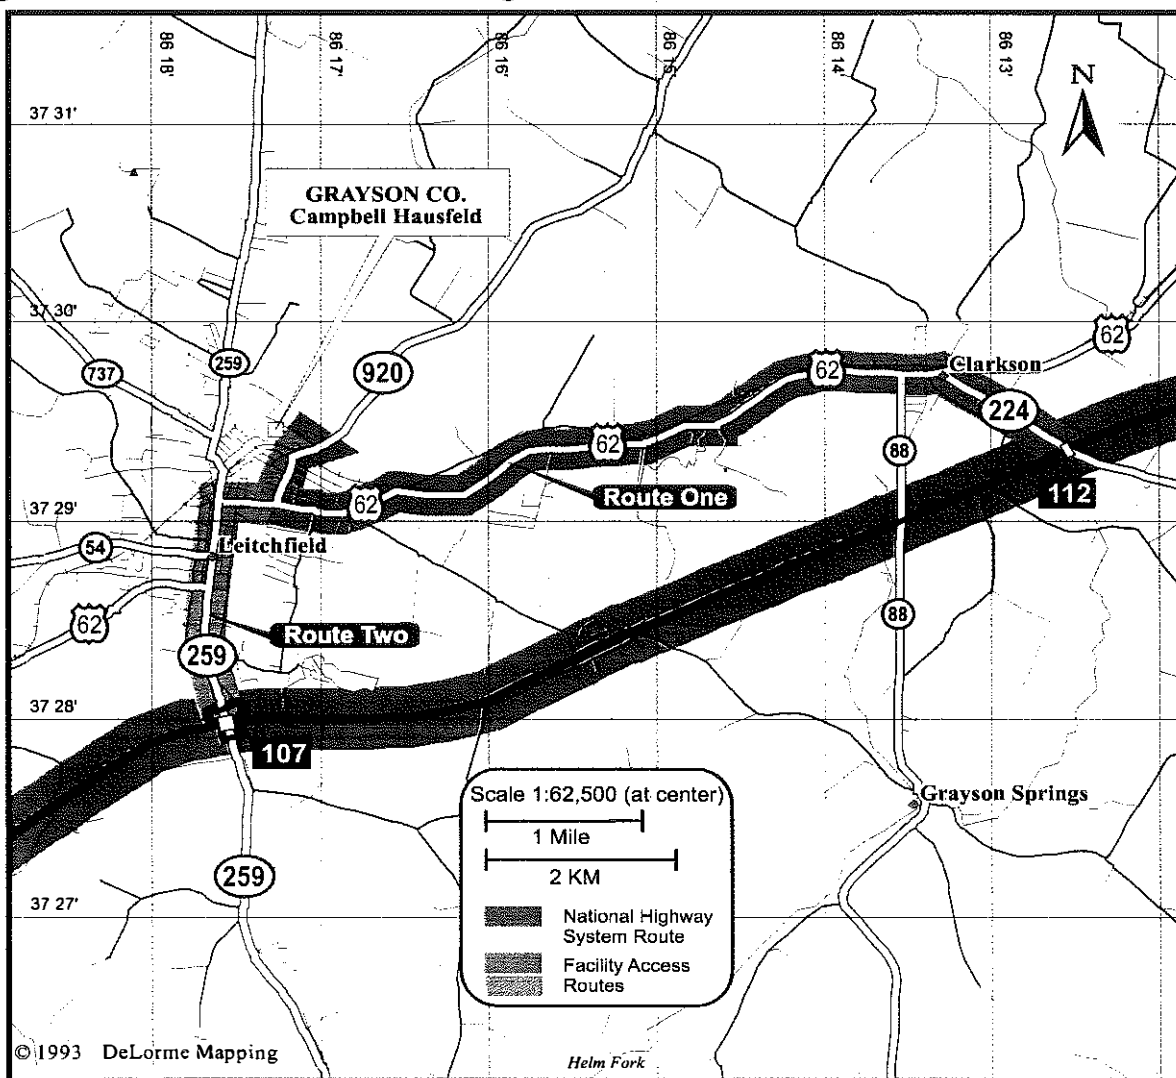 86 18'
86 17'
86 16'
86 15'
86 14'
86 13'
N
37 31'
GRAYSON CO.
Campbell Hausfeld
37 30'
62
259
737
920
62
Clarkson
224
62
88
62
Route One
112
37 29'
54
Leitchfield
62
88
Route Two
259
37 28'
107
Scale 1:62,500 (at center)
1 Mile
2 KM
National Highway
System Route
Facility Access
Routes
Grayson Springs
259
37 27'
© 1993 DeLorme Mapping
Helm Fork